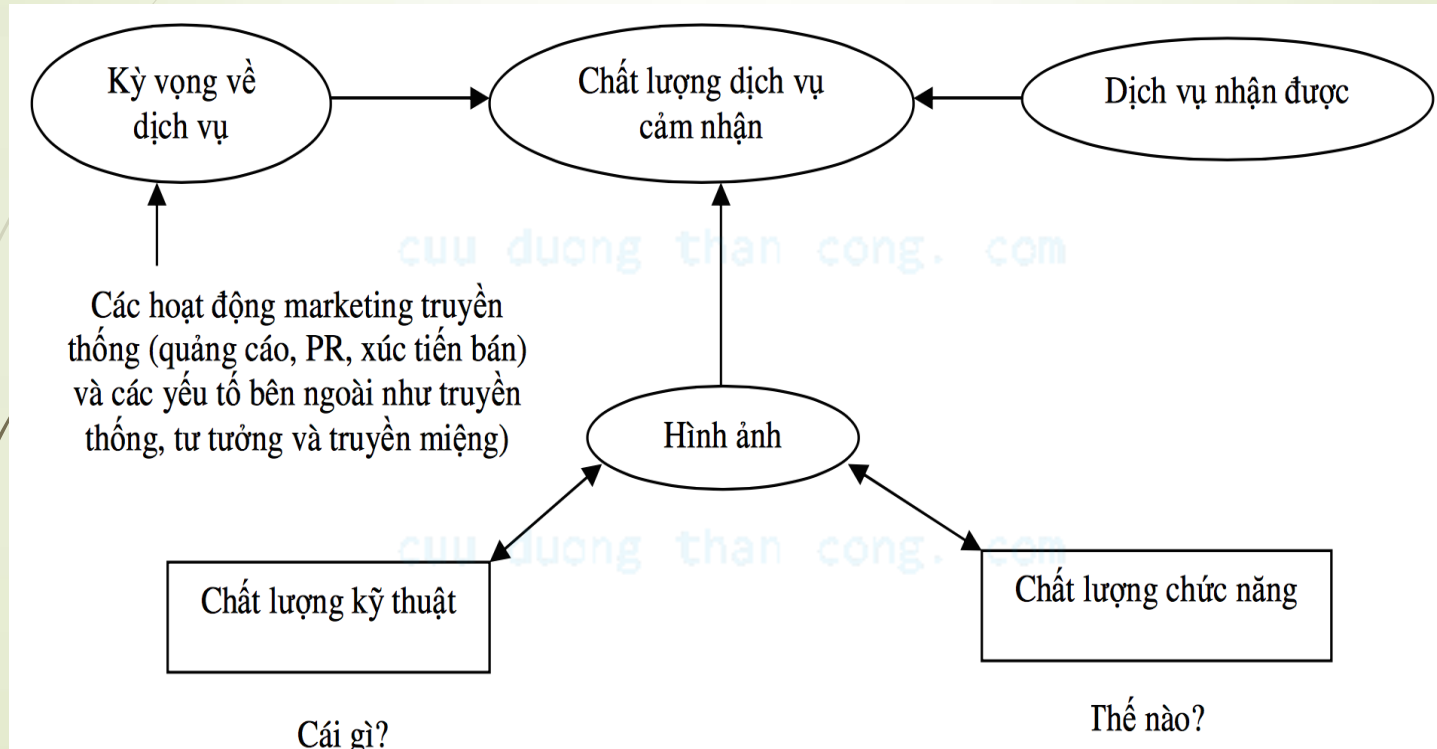 Kỳ vọng về
dịch vụ
Chất lượng dịch vụ
cảm nhận
Dịch vụ nhận được
cuu duong than cong. com
Các hoạt động marketing truyền
thống (quảng cáo, PR, xúc tiến bán)
và các yếu tố bên ngoài như truyền
thống, tư tưởng và truyền miệng)
Hình ảnh
cuu duong than cong. com
Chất lượng kỹ thuật
Chất lượng chức năng
Cái gì?
Thế nào?